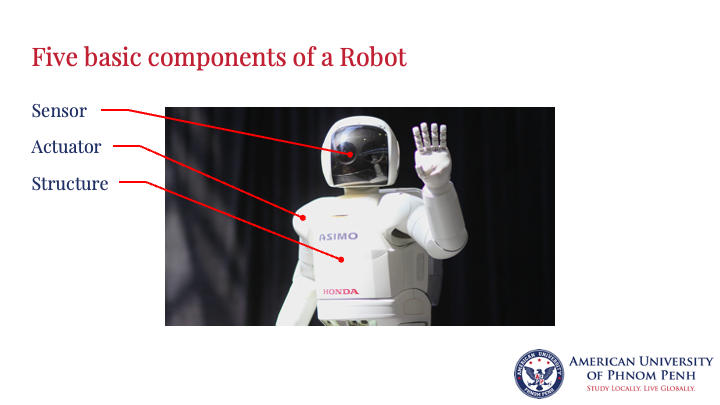 Five basic components of a Robot
Sensor
Actuator
Structure
ASIMO
HONDA
AMERICAN UNIVERSITY
OF PHNOM PENH
STUDY LOCALLY. LIVE GLOBALLY.
AMERICAN UNIVERSITY OF
PHNOM PENH